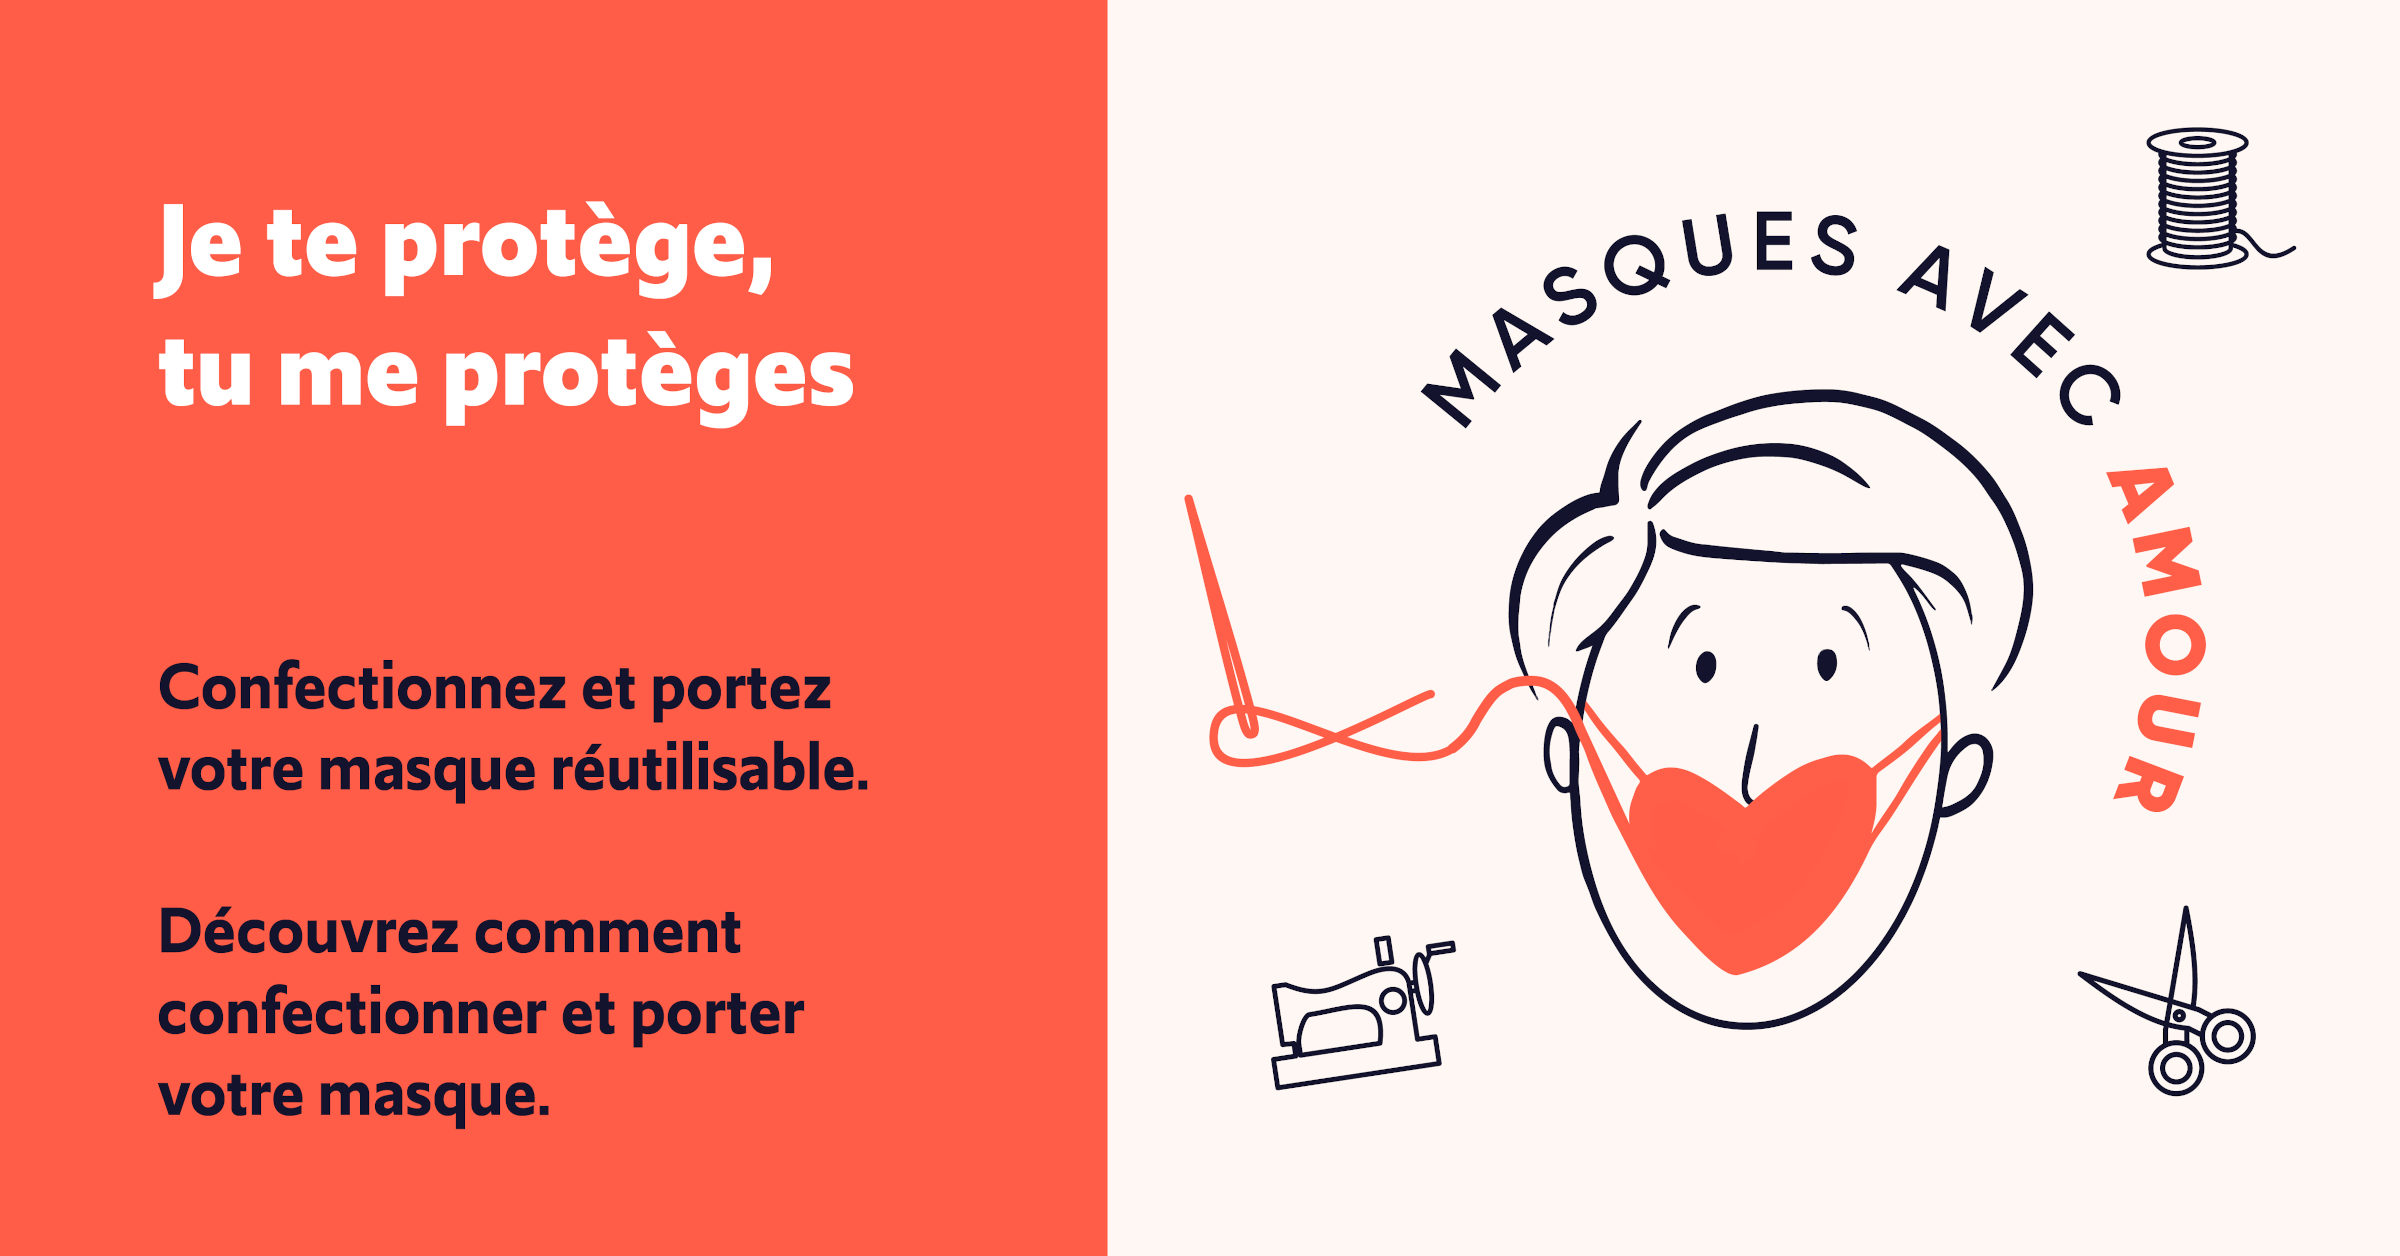 Je te protège,
tu me protèges
Confectionnez et portez
votre masque réutilisable.
Découvrez comment
confectionner et porter
votre masque.
MASQUES AVEC AMOUR